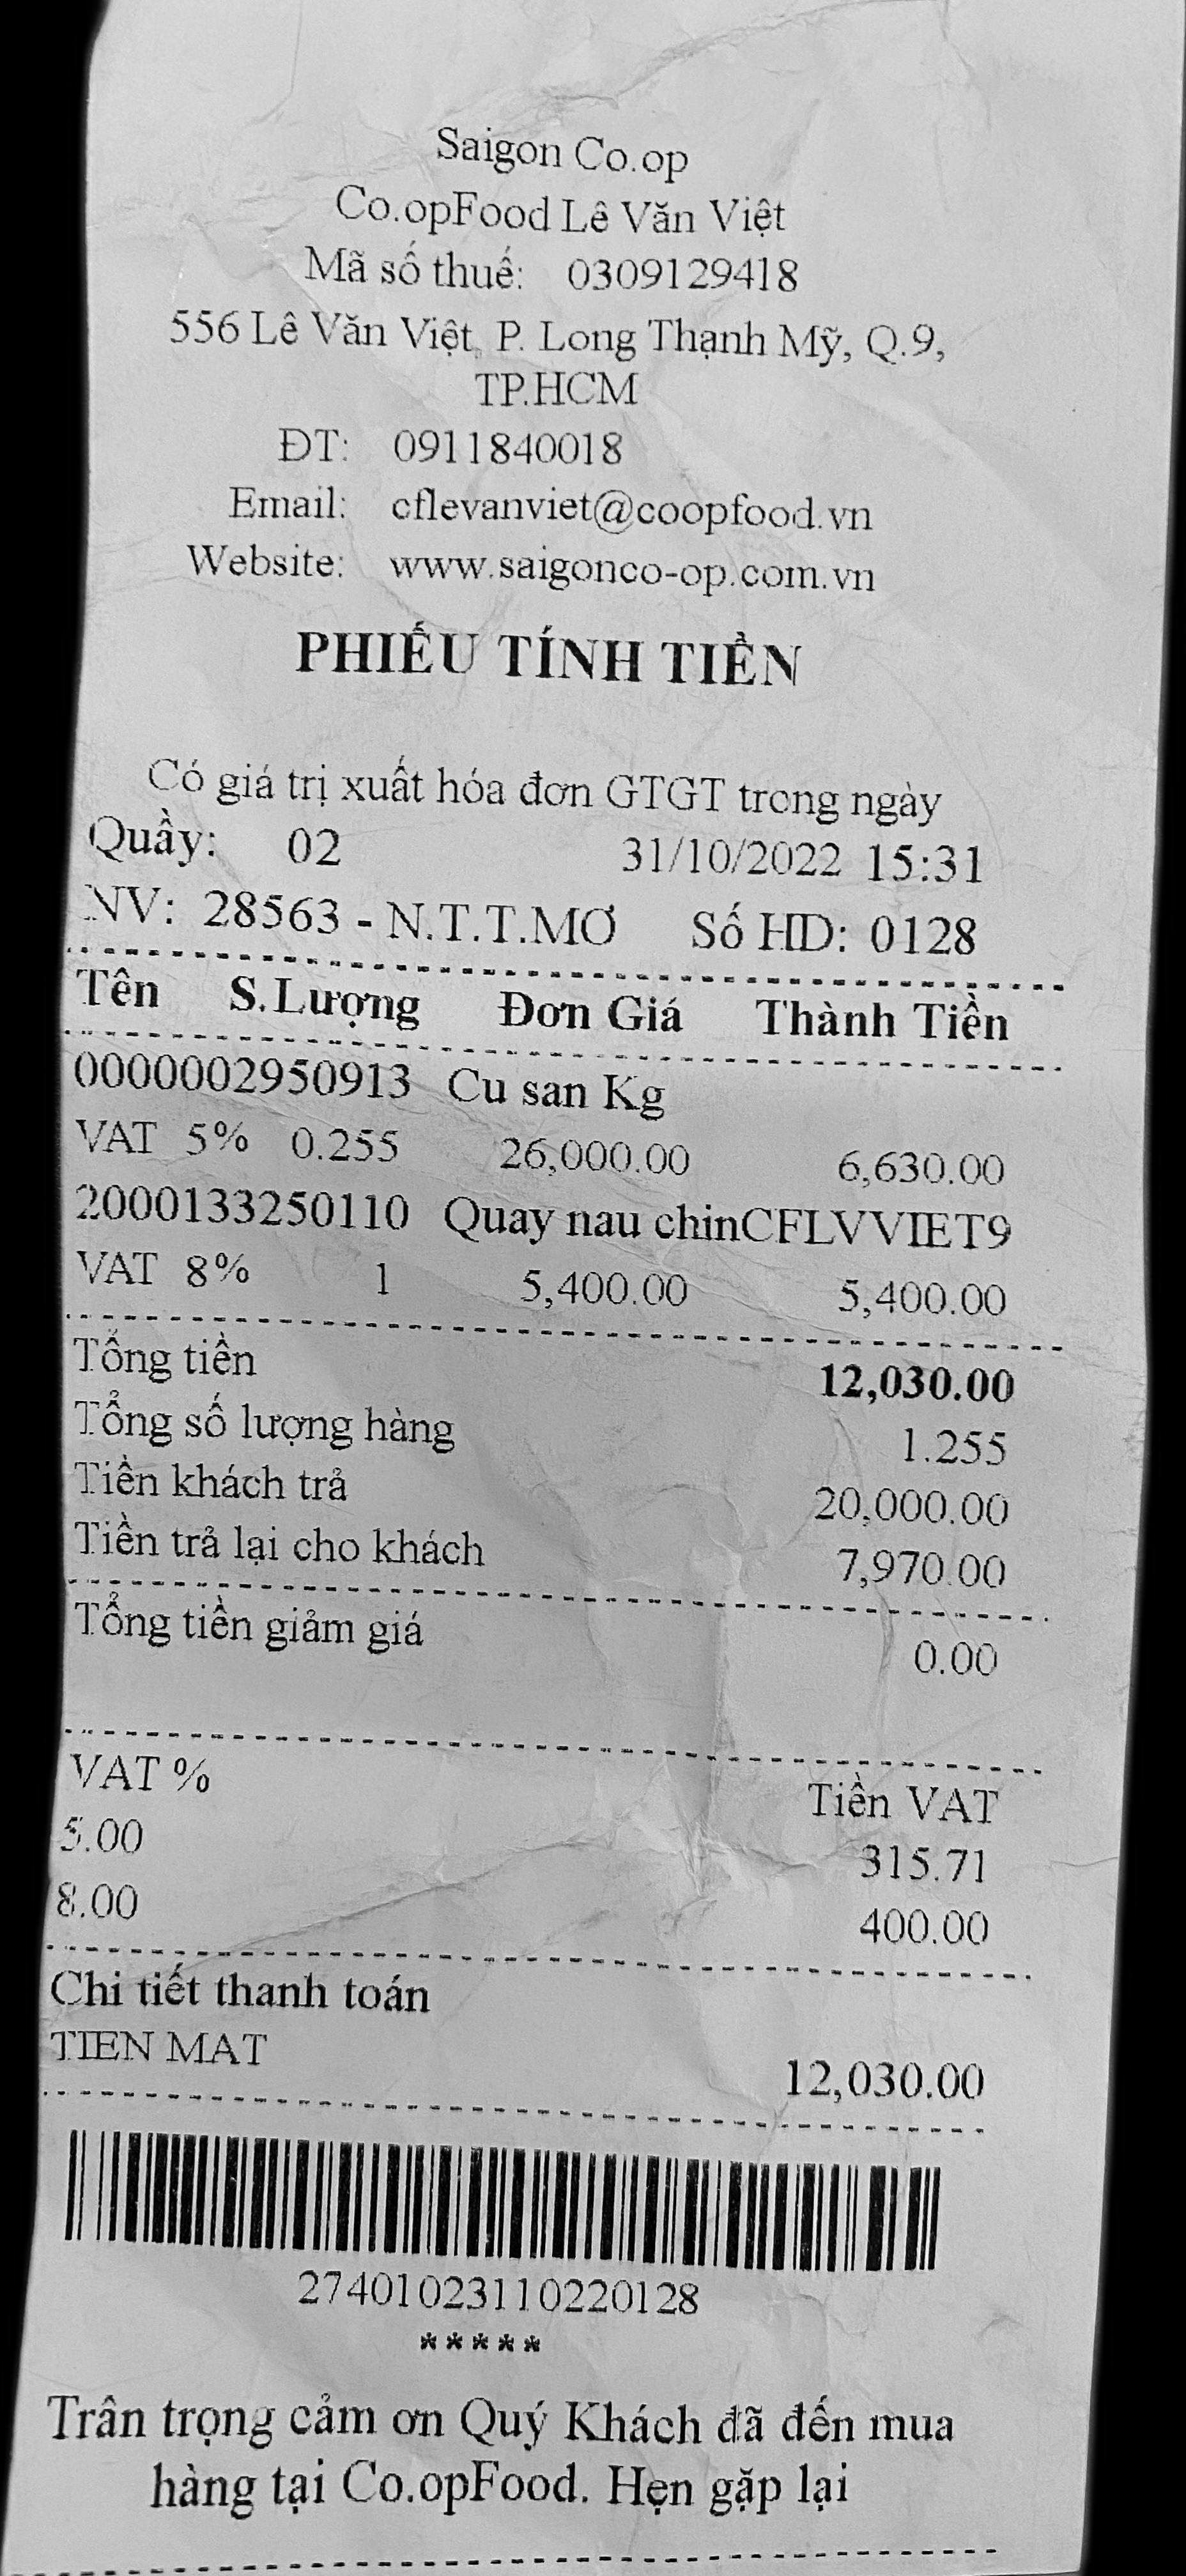 Saigon Co.op
Co.opFood Lê Văn Việt
Mã số thuế: 0309129418
556 Lê Văn Việt, P. Long Thạnh Mỹ, Q.9,
TP.HCM
ĐT: 0911840018
Email: cflevanviet@coopfood.vn
Website: www.saigonco-op.com.vn
PHIẾU TÍNH TIỀN
Có giá trị xuất hóa đơn GTGT trong ngày
Quầy: 02 31/10/2022 15:31
NV: 28563 - N.T.T.MƠ Số HD: 0128
Tên S.Lượng Đơn Giá Thành Tiền
0000002950913 Cu san Kg
VAT 5% 0.255 26,000.00 6,630.00
2000133250110 Quay nau chinCFLVVIET9
VAT 8% 1 5,400.00 5,400.00
Tổng tiền 12,030.00
Tổng số lượng hàng 1.255
Tiền khách trả 20,000.00
Tiền trả lại cho khách 7,970.00
Tổng tiền giảm giá 0.00
VAT % Tiền VAT
5.00 315.71
8.00 400.00
Chi tiết thanh toán
TIEN MAT 12,030.00
27401023110220128
*****
Trân trọng cảm ơn Quý Khách đã đến mua
hàng tại Co.opFood. Hẹn gặp lại